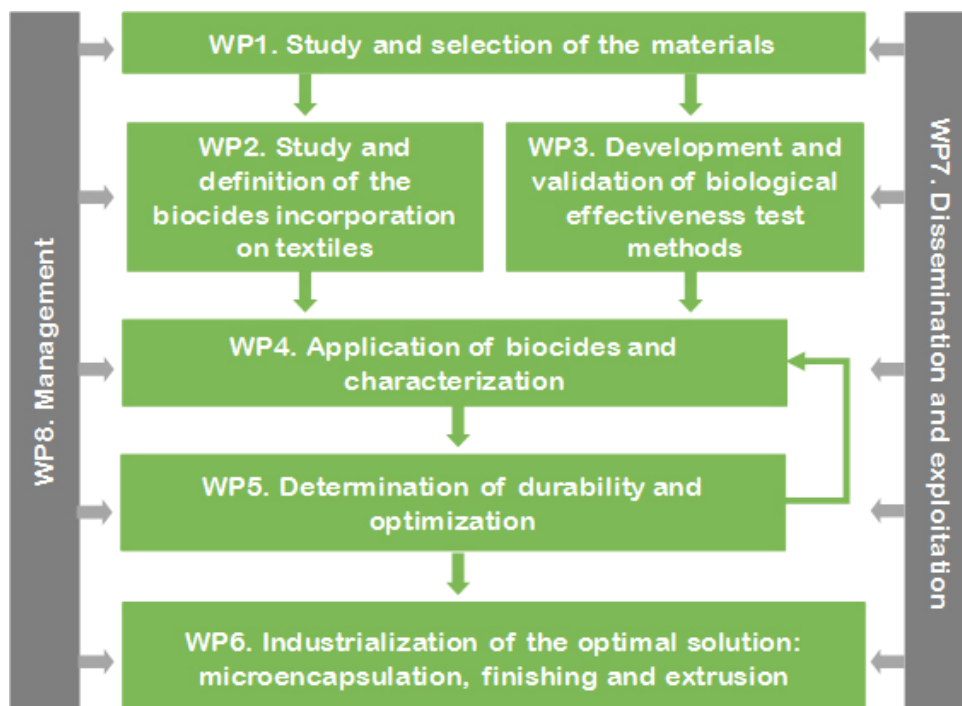 WP1. Study and selection of the materials
WP2. Study and
definition of the
biocides incorporation
on textiles
WP3. Development and
validation of biological
effectiveness test
methods
WP4. Application of biocides and
characterization
WP5. Determination of durability and
optimization
WP6. Industrialization of the optimal solution:
microencapsulation, finishing and extrusion
WP8. Management
WP7. Dissemination and exploitation